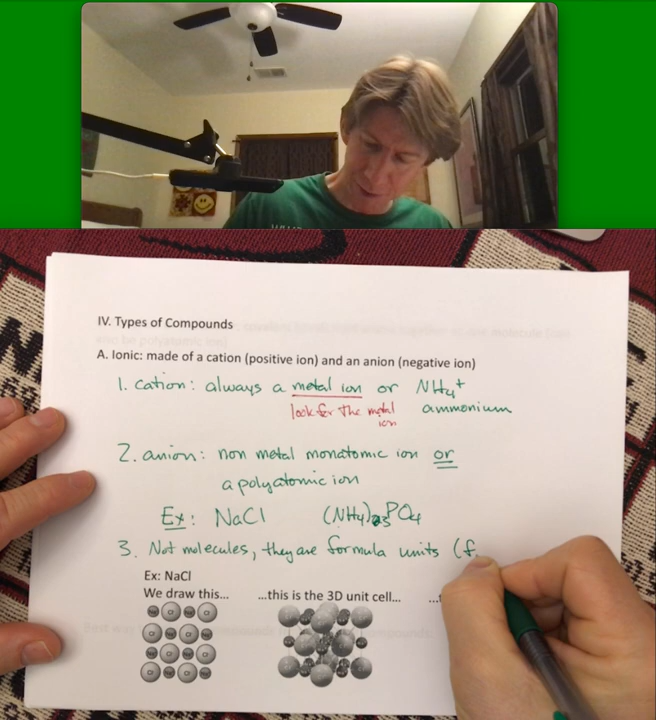 IV. Types of Compounds
A. Ionic: made of a cation (positive ion) and an anion (negative ion)
1. cation: always a metal ion or NH4+
look for the metal ion ammonium
2. anion: non metal monatomic ion or
a polyatomic ion
Ex: NaCl (NH4)3PO4
3. Not molecules, they are formula units (f
Ex: NaCl
We draw this... ...this is the 3D unit cell... ...t